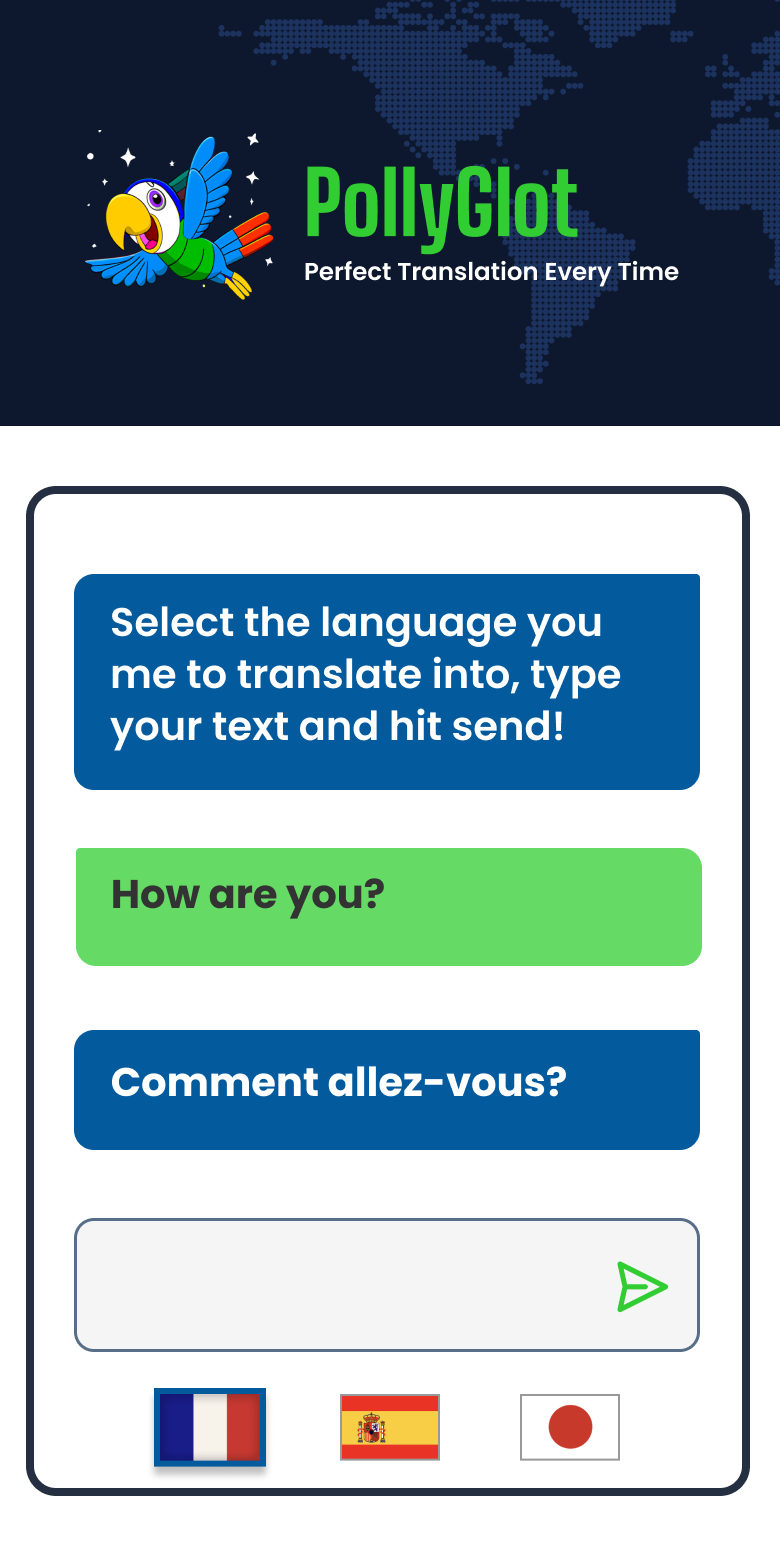 PollyGlot
Perfect Translation Every Time
Select the language you
me to translate into, type
your text and hit send!
How are you?
Comment allez-vous?